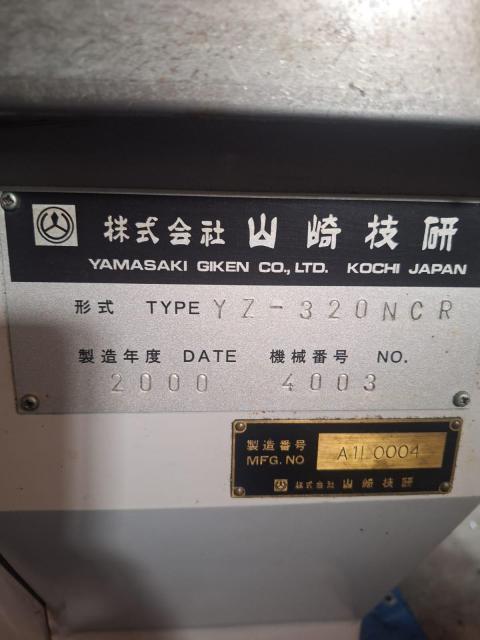 株式会社 山崎技研
YAMASAKI GIKEN CO., LTD. KOCHI JAPAN
形式 TYPE YZ-320NCR
製造年度 DATE 機械番号 NO.
2000 4003
製造番号
MFG. NO A1L0004
株式会社 山崎技研